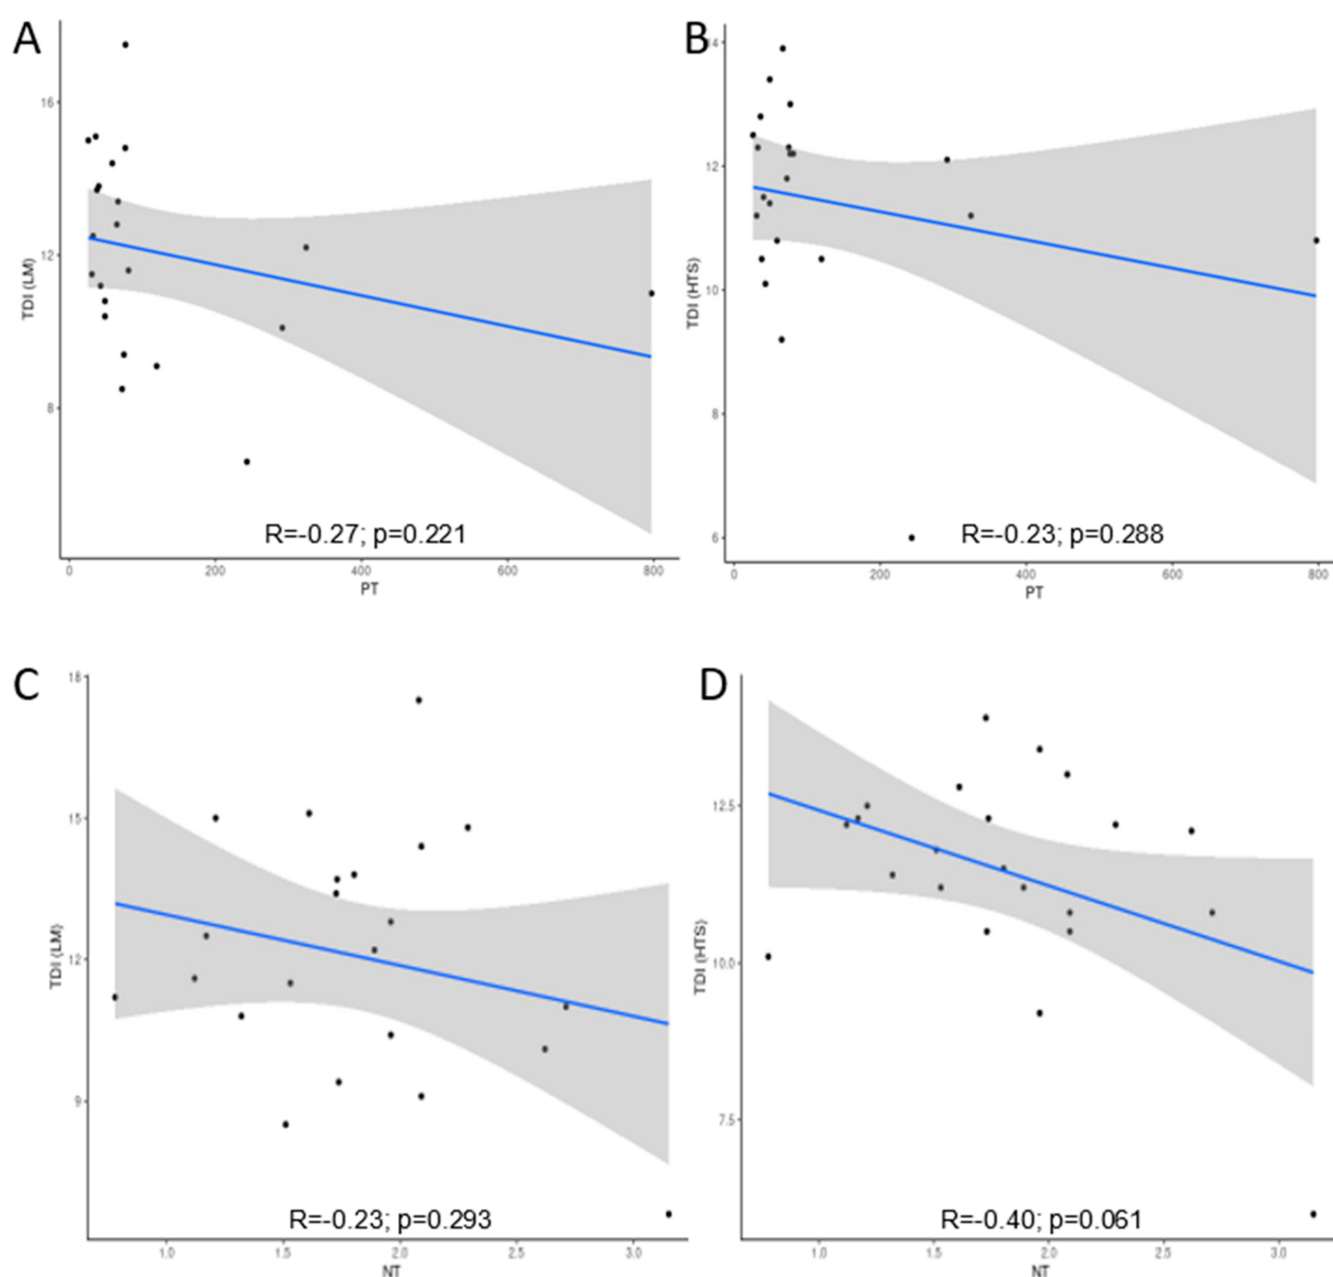 A
16
12
8
TDI (LM)
R=-0.27; p=0.221
0 200 400 600 800
PT
B
14
12
10
8
6
TDI (HTS)
R=-0.23; p=0.288
0 200 400 600 800
PT
C
18
15
12
9
TDI (LM)
R=-0.23; p=0.293
1.0 1.5 2.0 2.5 3.0
NT
D
12.5
10.0
7.5
TDI (HTS)
R=-0.40; p=0.061
1.0 1.5 2.0 2.5 3.0
NT